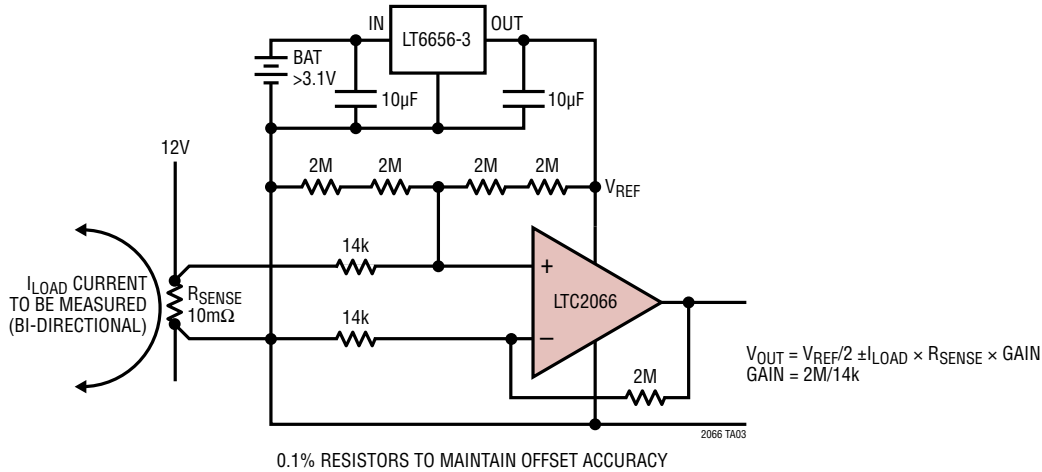 IN
LT6656-3
OUT
BAT
>3.1V
10µF
10µF
12V
2M
2M
2M
2M
VREF
14k
ILOAD CURRENT
TO BE MEASURED
(BI-DIRECTIONAL)
RSENSE
10mΩ
+
LTC2066
14k
–
VOUT = VREF/2 ±ILOAD × RSENSE × GAIN
GAIN = 2M/14k
2M
2066 TA03
0.1% RESISTORS TO MAINTAIN OFFSET ACCURACY